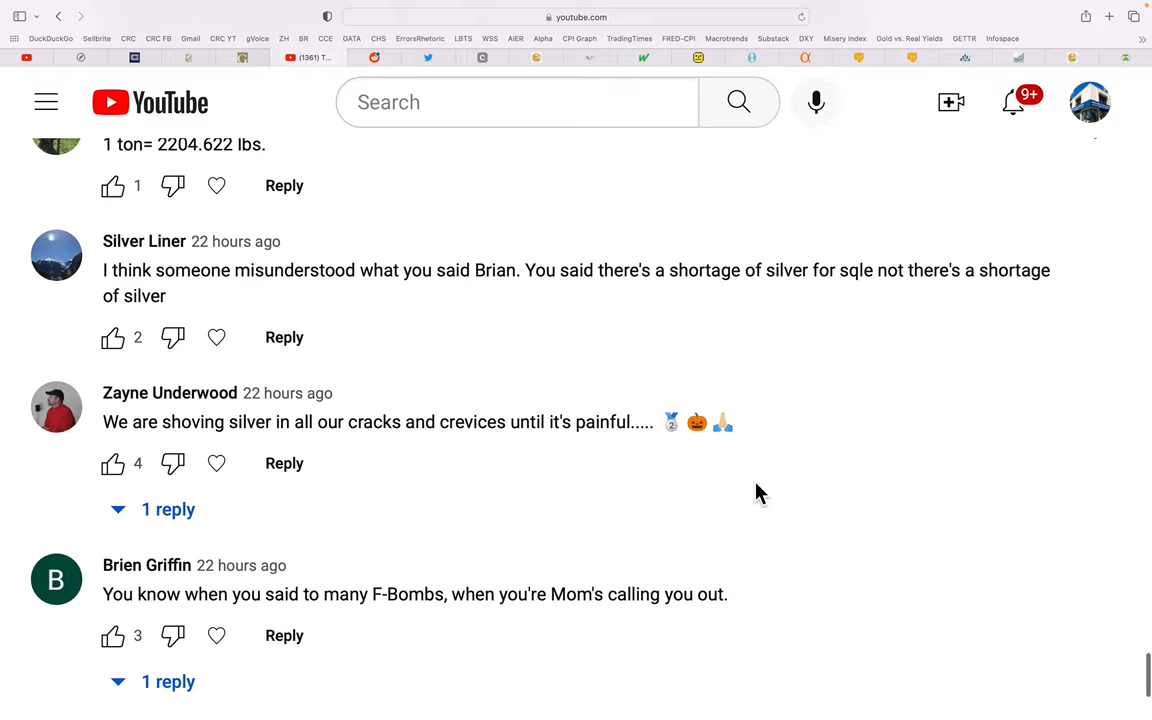 youtube.com
DuckDuckGo Sellbrite CRC CRC FB Gmail CRC YT gVoice ZH BR CCE GATA CHS ErrorsRhetoric LBTS WSS AIER Alpha CPI Graph TradingTimes FRED-CPI Macrotrends Substack DXY Misery Index Gold vs. Real Yields GETTR Infospace
(1361) T...
YouTube
Search
9+
1 ton= 2204.622 lbs.
1
Reply
Silver Liner 22 hours ago
I think someone misunderstood what you said Brian. You said there's a shortage of silver for sqle not there's a shortage
of silver
2
Reply
Zayne Underwood 22 hours ago
We are shoving silver in all our cracks and crevices until it's painful..... 🥈 🎃 🙏🏼
4
Reply
1 reply
B
Brien Griffin 22 hours ago
You know when you said to many F-Bombs, when you're Mom's calling you out.
3
Reply
1 reply